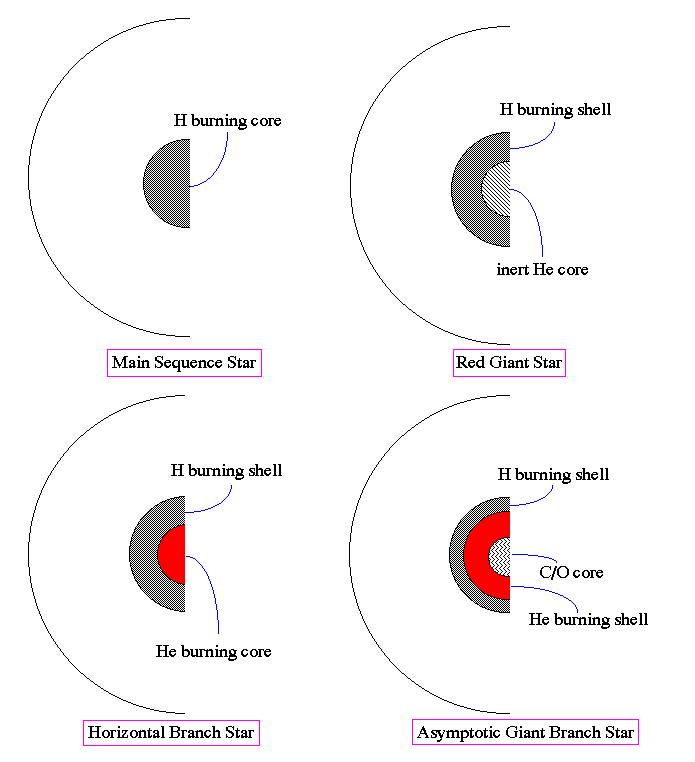 H burning core
Main Sequence Star
H burning shell
inert He core
Red Giant Star
H burning shell
He burning core
Horizontal Branch Star
H burning shell
C/O core
He burning shell
Asymptotic Giant Branch Star